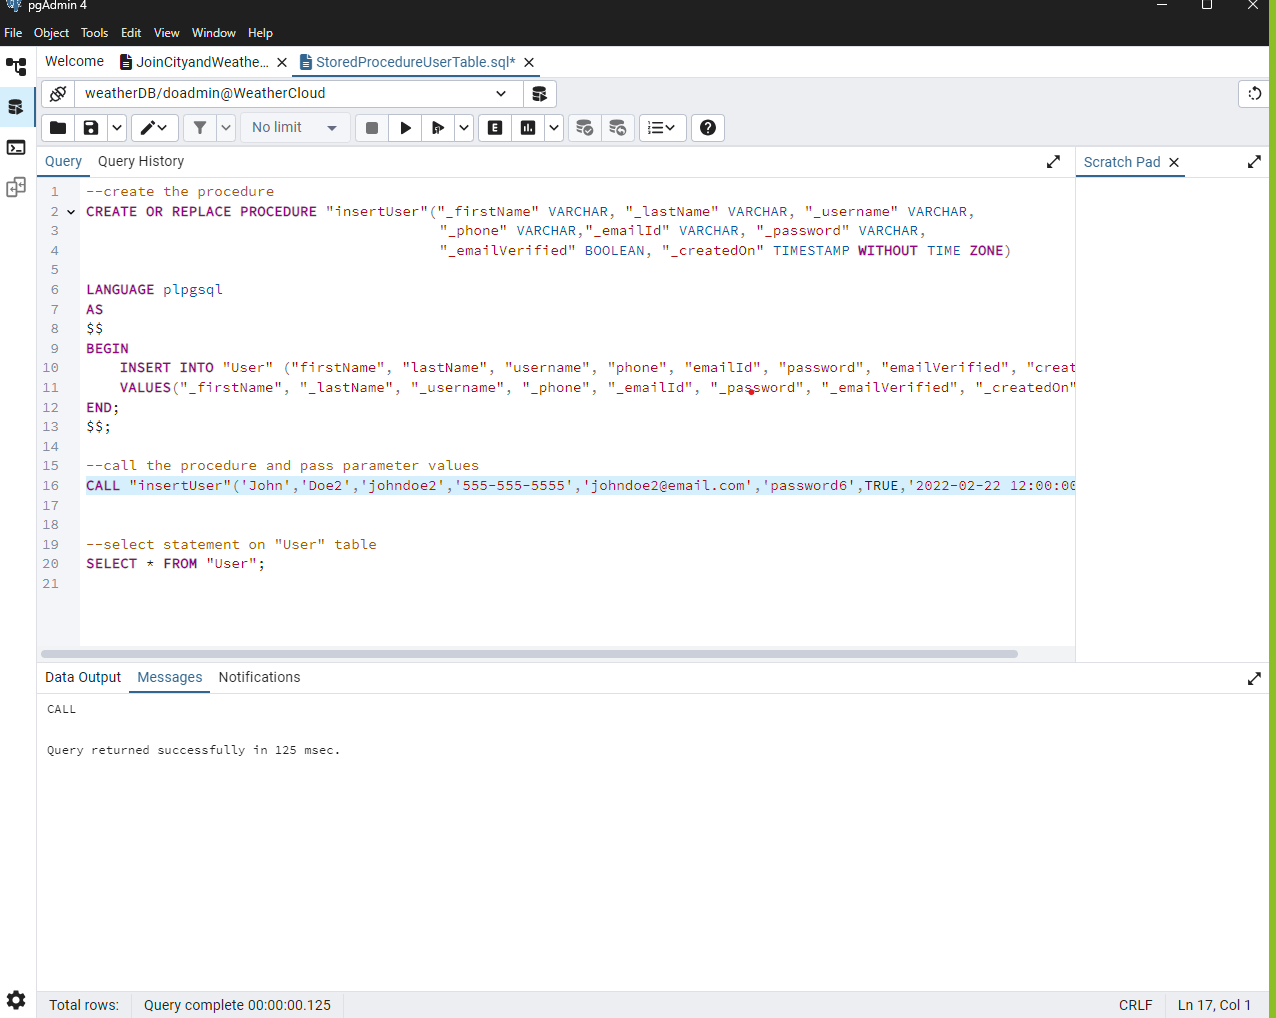 pgAdmin 4
File Object Tools Edit View Window Help
Welcome JoinCityandWeathe... StoredProcedureUserTable.sql*
weatherDB/doadmin@WeatherCloud
No limit E
Query Query History Scratch Pad
1 --create the procedure
2 CREATE OR REPLACE PROCEDURE "insertUser"("_firstName" VARCHAR, "_lastName" VARCHAR, "_username" VARCHAR,
3 "_phone" VARCHAR,"_emailId" VARCHAR, "_password" VARCHAR,
4 "_emailVerified" BOOLEAN, "_createdOn" TIMESTAMP WITHOUT TIME ZONE)
5
6 LANGUAGE plpgsql
7 AS
8 $$
9 BEGIN
10 INSERT INTO "User" ("firstName", "lastName", "username", "phone", "emailId", "password", "emailVerified", "creat
11 VALUES("_firstName", "_lastName", "_username", "_phone", "_emailId", "_password", "_emailVerified", "_createdOn"
12 END;
13 $$;
14
15 --call the procedure and pass parameter values
16 CALL "insertUser"('John','Doe2','johndoe2','555-555-5555','johndoe2@email.com','password6',TRUE,'2022-02-22 12:00:00
17
18
19 --select statement on "User" table
20 SELECT * FROM "User";
21
Data Output Messages Notifications
CALL
Query returned successfully in 125 msec.
Total rows: Query complete 00:00:00.125 CRLF Ln 17, Col 1